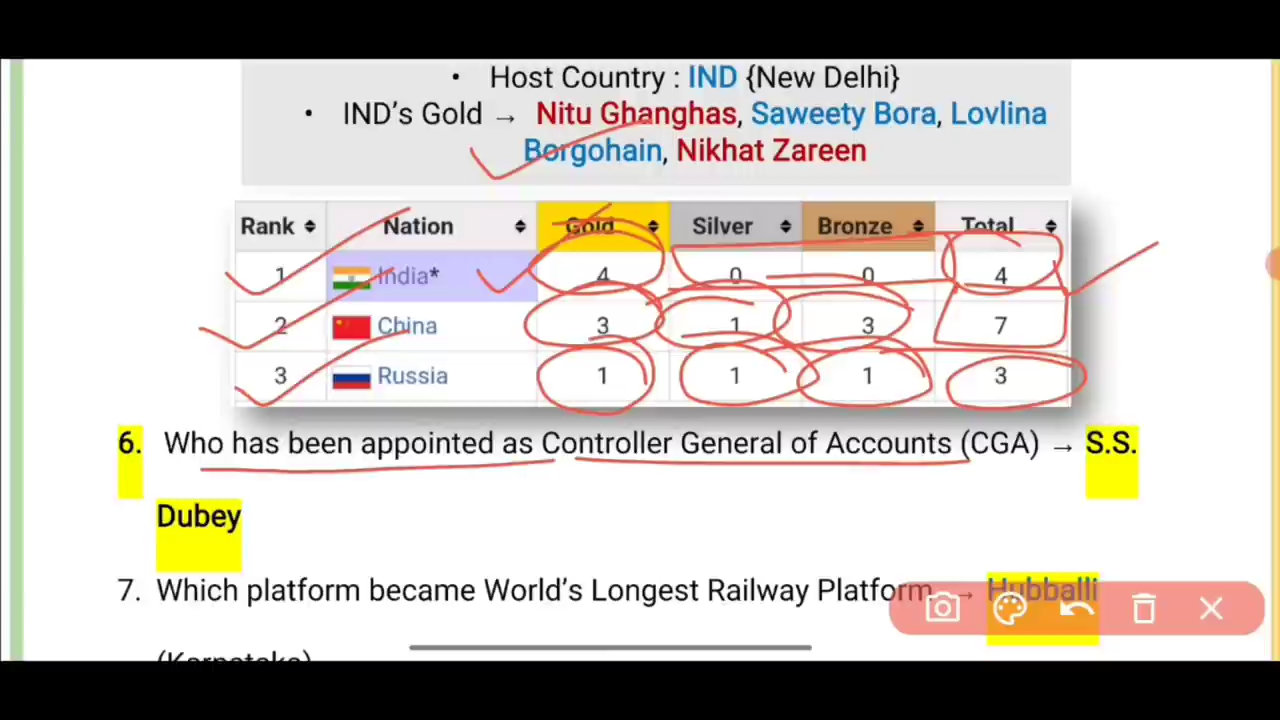 • Host Country : IND {New Delhi}
• IND's Gold → Nitu Ghanghas, Saweety Bora, Lovlina
Borgohain, Nikhat Zareen
Rank Nation Gold Silver Bronze Total
1 India* 4 0 0 4
2 China 3 1 3 7
3 Russia 1 1 1 3
6. Who has been appointed as Controller General of Accounts (CGA) → S.S.
Dubey
7. Which platform became World's Longest Railway Platform → Hubballi
(Karnataka)